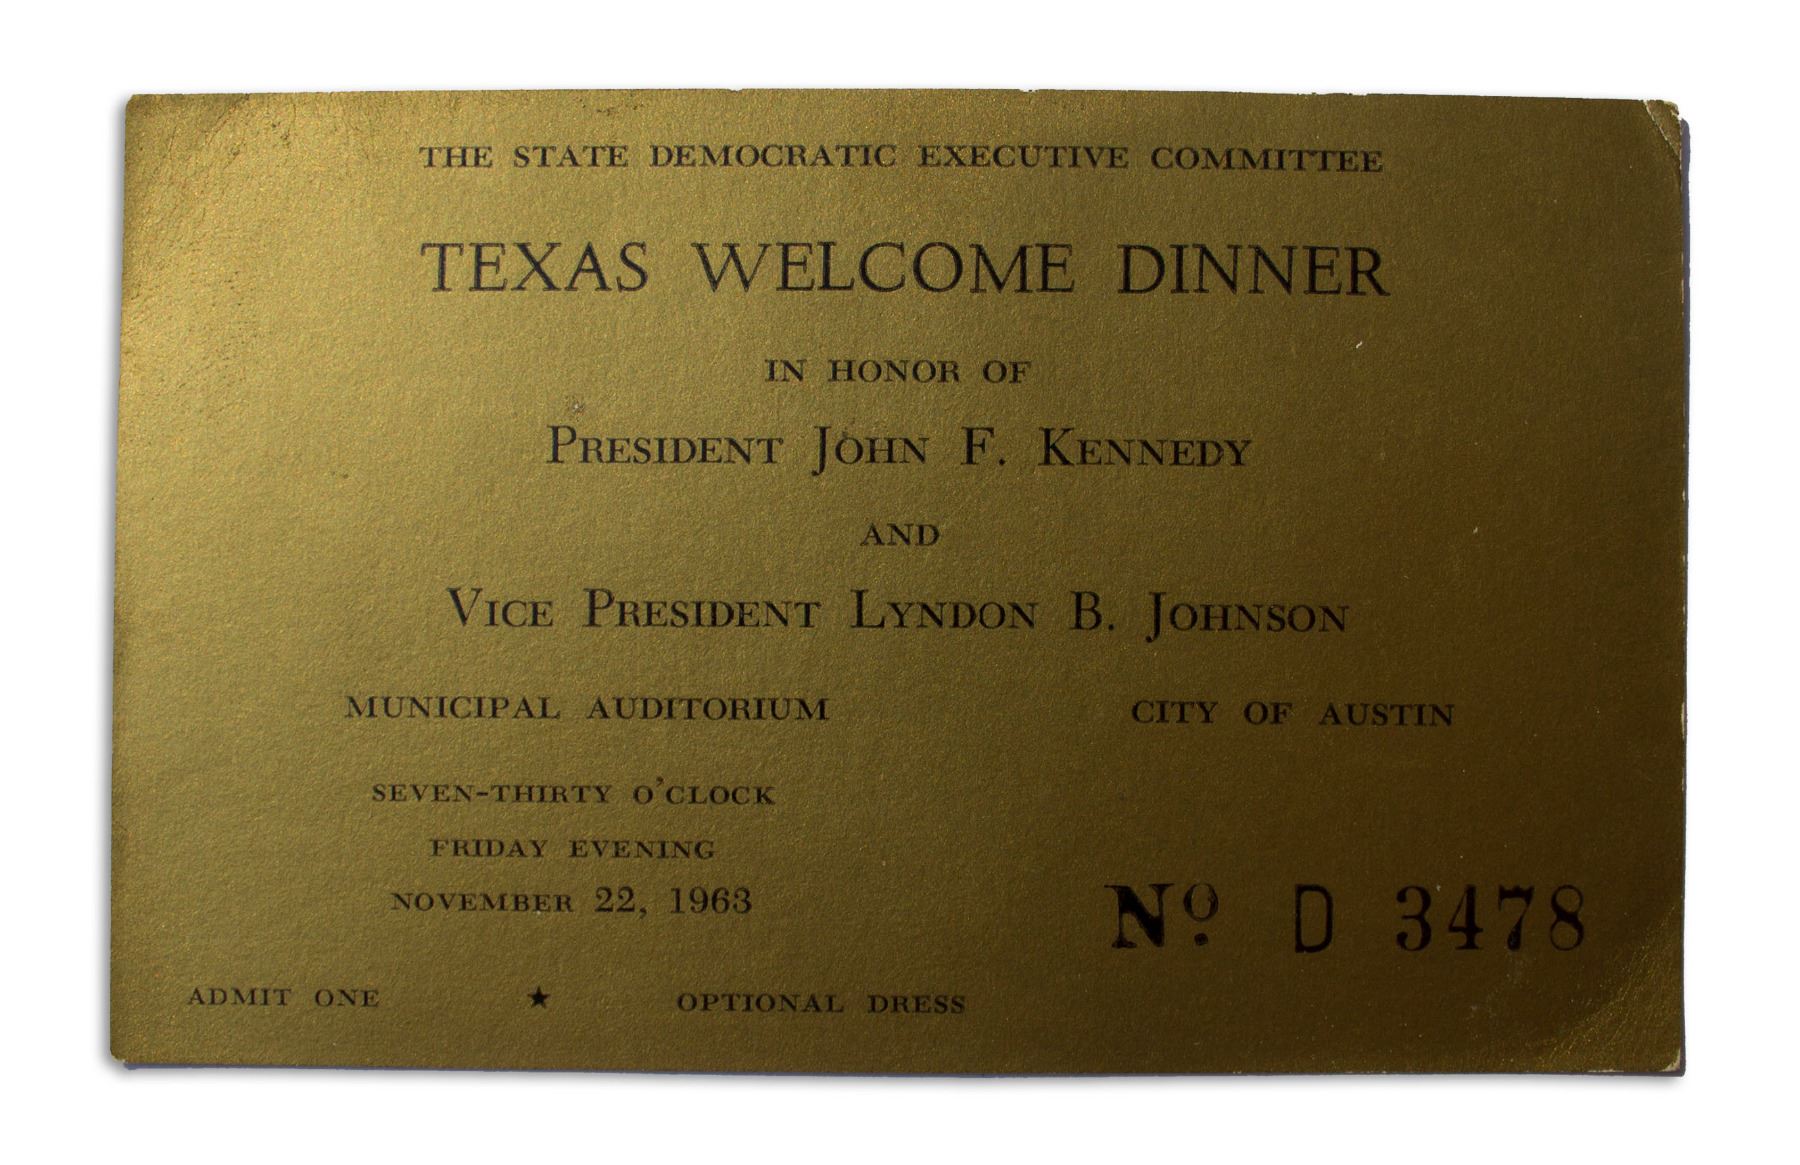 THE STATE DEMOCRATIC EXECUTIVE COMMITTEE
TEXAS WELCOME DINNER
IN HONOR OF
PRESIDENT JOHN F. KENNEDY
AND
VICE PRESIDENT LYNDON B. JOHNSON
MUNICIPAL AUDITORIUM CITY OF AUSTIN
SEVEN-THIRTY O'CLOCK
FRIDAY EVENING
NOVEMBER 22, 1963
Nº. D 3478
ADMIT ONE ★ OPTIONAL DRESS